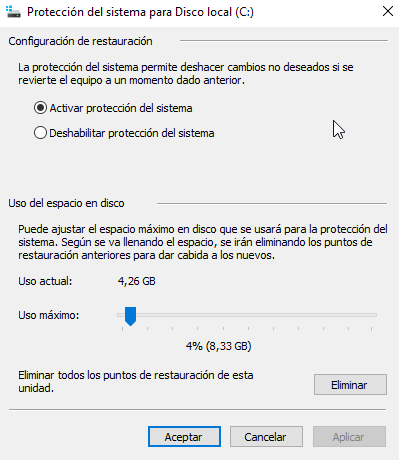 Protección del sistema para Disco local (C:)
Configuración de restauración
La protección del sistema permite deshacer cambios no deseados si se
revierte el equipo a un momento dado anterior.
Activar protección del sistema
Deshabilitar protección del sistema
Uso del espacio en disco
Puede ajustar el espacio máximo en disco que se usará para la protección del
sistema. Según se va llenando el espacio, se irán eliminando los puntos de
restauración anteriores para dar cabida a los nuevos.
Uso actual: 4,26 GB
Uso máximo:
4% (8,33 GB)
Eliminar todos los puntos de restauración de esta
unidad.
Eliminar
Aceptar Cancelar Aplicar